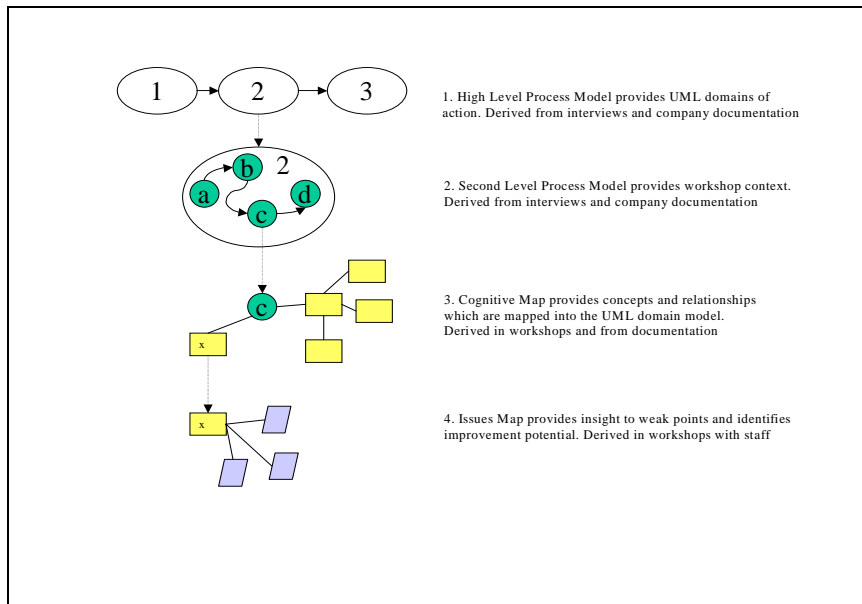 1
2
3
1. High Level Process Model provides UML domains of
action. Derived from interviews and company documentation
2
b
a
d
c
2. Second Level Process Model provides workshop context.
Derived from interviews and company documentation
c
x
3. Cognitive Map provides concepts and relationships
which are mapped into the UML domain model.
Derived in workshops and from documentation
x
4. Issues Map provides insight to weak points and identifies
improvement potential. Derived in workshops with staff